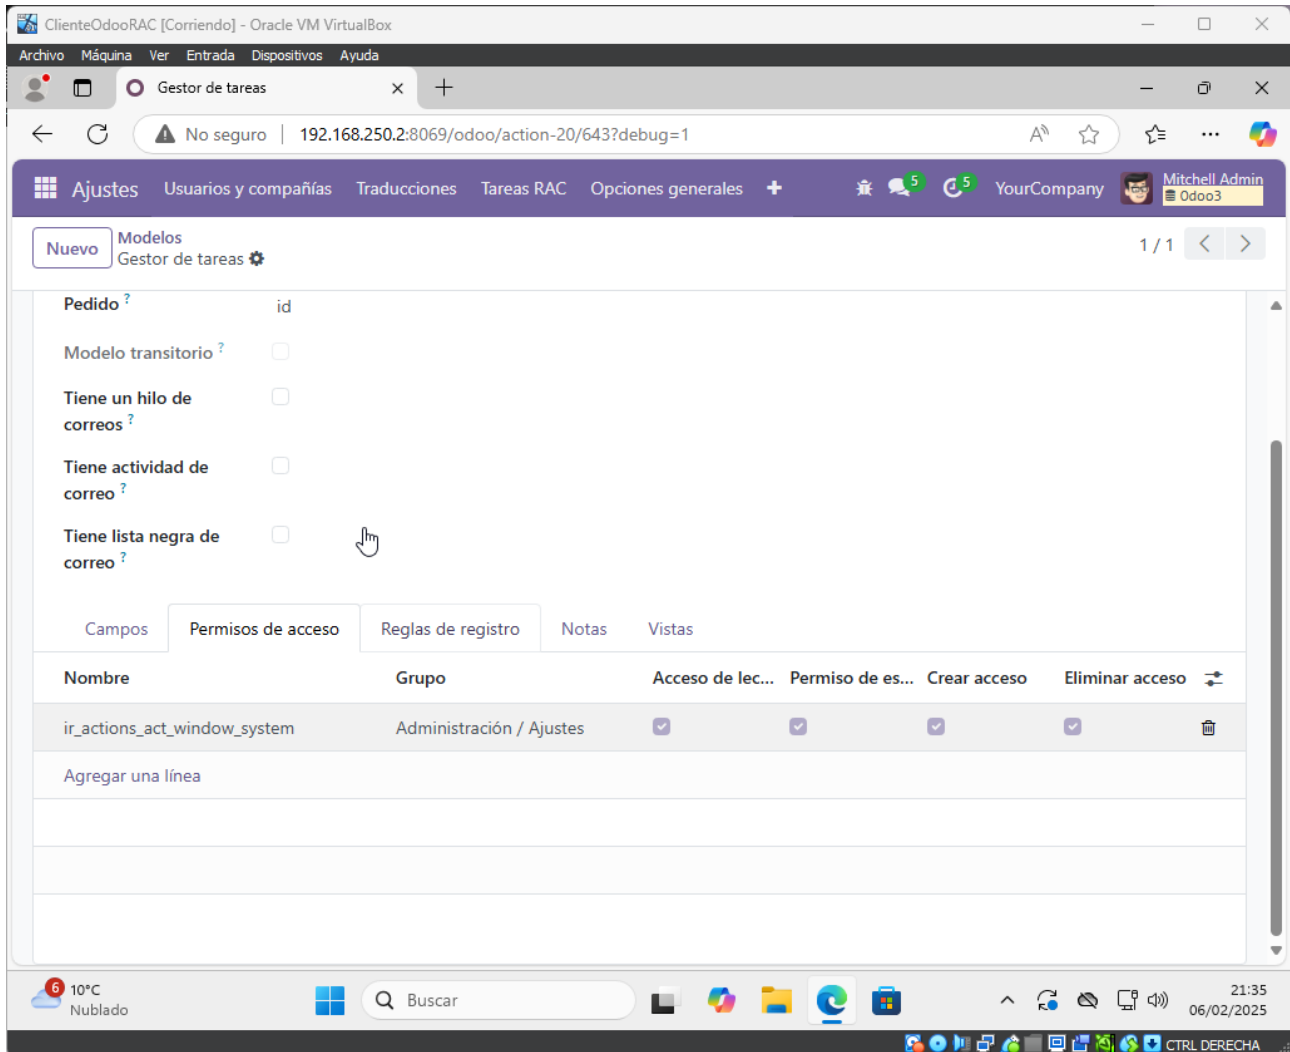 ClienteOdooRAC [Corriendo] - Oracle VM VirtualBox
Archivo Máquina Ver Entrada Dispositivos Ayuda
Gestor de tareas
No seguro 192.168.250.2:8069/odoo/action-20/643?debug=1
Ajustes Usuarios y compañías Traducciones Tareas RAC Opciones generales 5 5 YourCompany Mitchell Admin
Odoo3
Nuevo Modelos
Gestor de tareas
1 / 1
Pedido ? id
Modelo transitorio ?
Tiene un hilo de
correos ?
Tiene actividad de
correo ?
Tiene lista negra de
correo ?
Campos Permisos de acceso Reglas de registro Notas Vistas
Nombre Grupo Acceso de lec... Permiso de es... Crear acceso Eliminar acceso
ir_actions_act_window_system Administración / Ajustes
Agregar una línea
6 10°C
Nublado
Buscar
21:35
06/02/2025
CTRL DERECHA